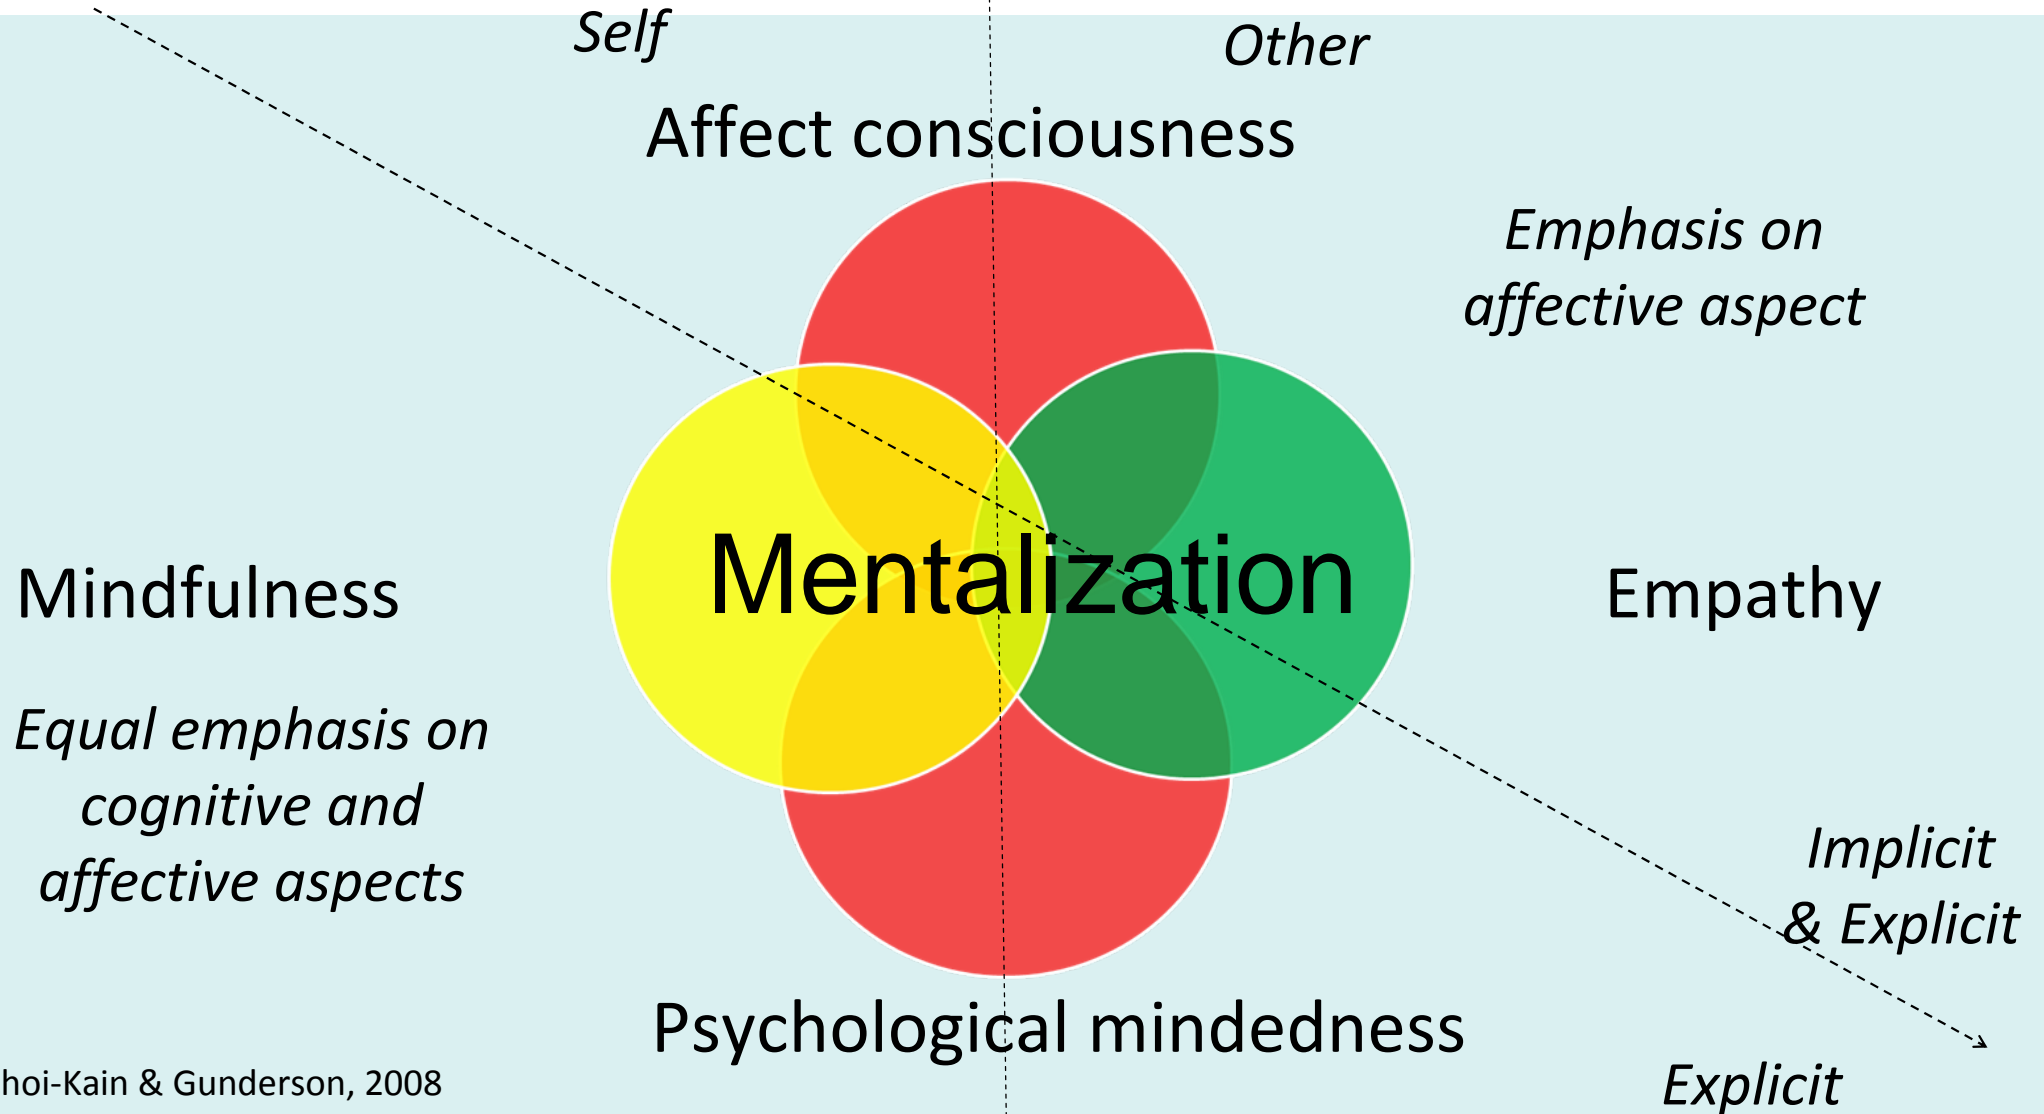 Self
Other
Affect consciousness
Emphasis on
affective aspect
Mentalization
Mindfulness
Empathy
Equal emphasis on
cognitive and
affective aspects
Implicit
& Explicit
Psychological mindedness
hoi-Kain & Gunderson, 2008
Explicit